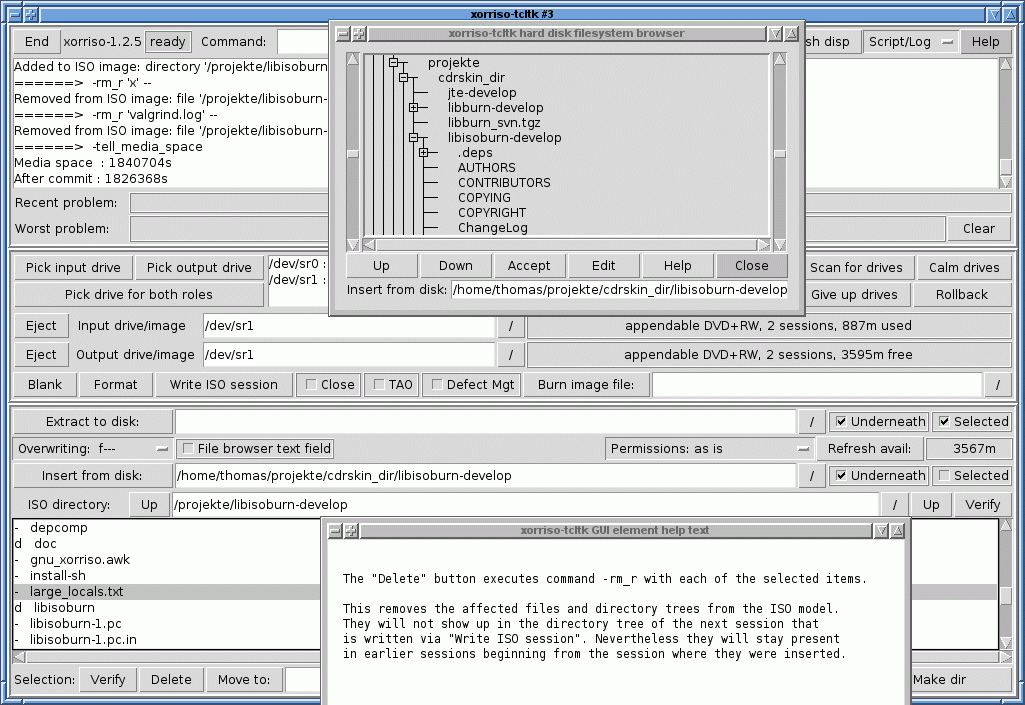 xorriso-tcltk #3
End xorriso-1.2.5 ready Command:
sh disp Script/Log Help
Added to ISO image: directory '/projekte/libisoburn
======> -rm_r 'x' --
Removed from ISO image: file '/projekte/libisoburn-
======> -rm_r 'valgrind.log' --
Removed from ISO image: file '/projekte/libisoburn-
======> -tell_media_space
Media space : 1840704s
After commit : 1826368s
Recent problem:
Worst problem:
Clear
xorriso-tcltk hard disk filesystem browser
projekte
cdrskin_dir
jte-develop
libburn-develop
libburn_svn.tgz
libisoburn-develop
.deps
AUTHORS
CONTRIBUTORS
COPYING
COPYRIGHT
ChangeLog
Up Down Accept Edit Help Close
Insert from disk: /home/thomas/projekte/cdrskin_dir/libisoburn-develop
Pick input drive Pick output drive /dev/sr0 : Scan for drives Calm drives
Pick drive for both roles /dev/sr1 : Give up drives Rollback
Eject Input drive/image /dev/sr1 / appendable DVD+RW, 2 sessions, 887m used
Eject Output drive/image /dev/sr1 / appendable DVD+RW, 2 sessions, 3595m free
Blank Format Write ISO session Close TAO Defect Mgt Burn image file: /
Extract to disk: / Underneath Selected
Overwriting: f--- File browser text field Permissions: as is Refresh avail: 3567m
Insert from disk: /home/thomas/projekte/cdrskin_dir/libisoburn-develop / Underneath Selected
ISO directory: Up /projekte/libisoburn-develop / Up Verify
- depcomp
d doc
- gnu_xorriso.awk
- install-sh
- large_locals.txt
d libisoburn
- libisoburn-1.pc
- libisoburn-1.pc.in
Selection: Verify Delete Move to: Make dir
xorriso-tcltk GUI element help text
The "Delete" button executes command -rm_r with each of the selected items.
This removes the affected files and directory trees from the ISO model.
They will not show up in the directory tree of the next session that
is written via "Write ISO session". Nevertheless they will stay present
in earlier sessions beginning from the session where they were inserted.